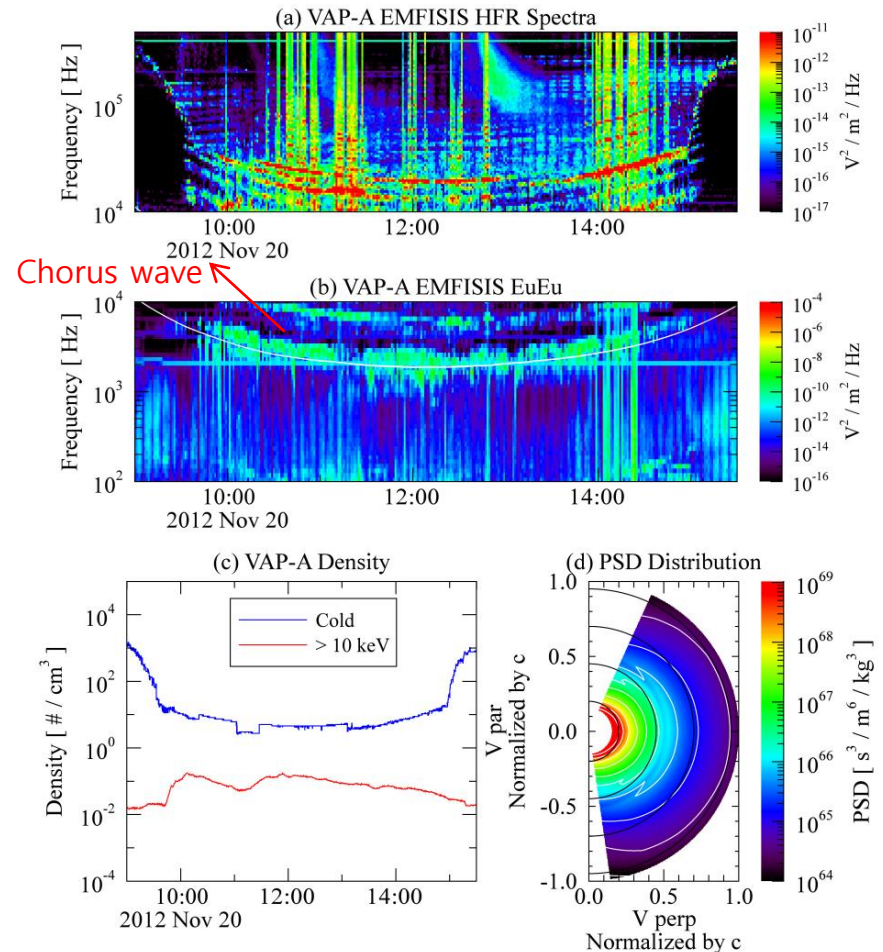 (a) VAP-A EMFISIS HFR Spectra
Frequency [ Hz ]
10^5
10^4
10:00 12:00 14:00
2012 Nov 20
10^-11
10^-12
10^-13
10^-14
10^-15
10^-16
10^-17
V^2 / m^2 / Hz
Chorus wave
(b) VAP-A EMFISIS EuEu
Frequency [ Hz ]
10^4
10^3
10^2
10:00 12:00 14:00
2012 Nov 20
10^-4
10^-6
10^-8
10^-10
10^-12
10^-14
10^-16
V^2 / m^2 / Hz
(c) VAP-A Density
Density [ # / cm^3 ]
10^4
10^2
10^0
10^-2
10^-4
Cold
> 10 keV
10:00 12:00 14:00
2012 Nov 20
(d) PSD Distribution
V par
Normalized by c
1.0
0.5
0.0
-0.5
-1.0
0.0 0.5 1.0
V perp
Normalized by c
10^69
10^68
10^67
10^66
10^65
10^64
PSD [ s^3 / m^6 / kg^3 ]